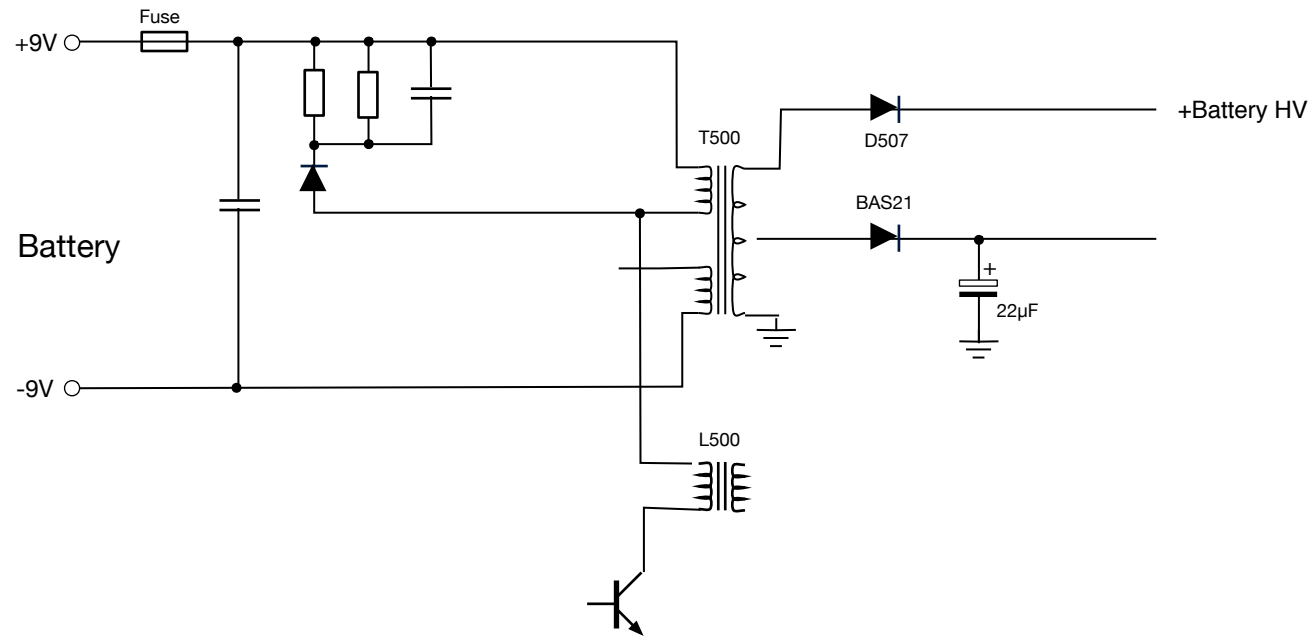 Fuse
+9V
+Battery HV
T500
D507
BAS21
Battery
+
22µF
-9V
L500